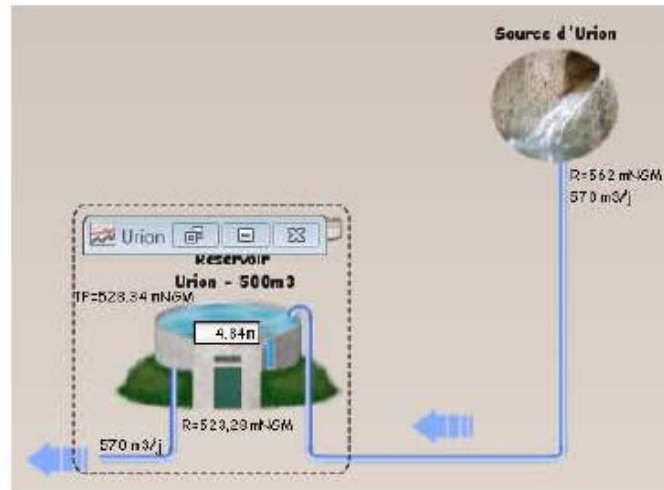 Source d'Urion
R=562 mNGM
570 m3/j
Urion
Reservoir
Urion - 500m3
TP=528.34 mNGM
4.84m
R=523,28 mNGM
570 m3/j